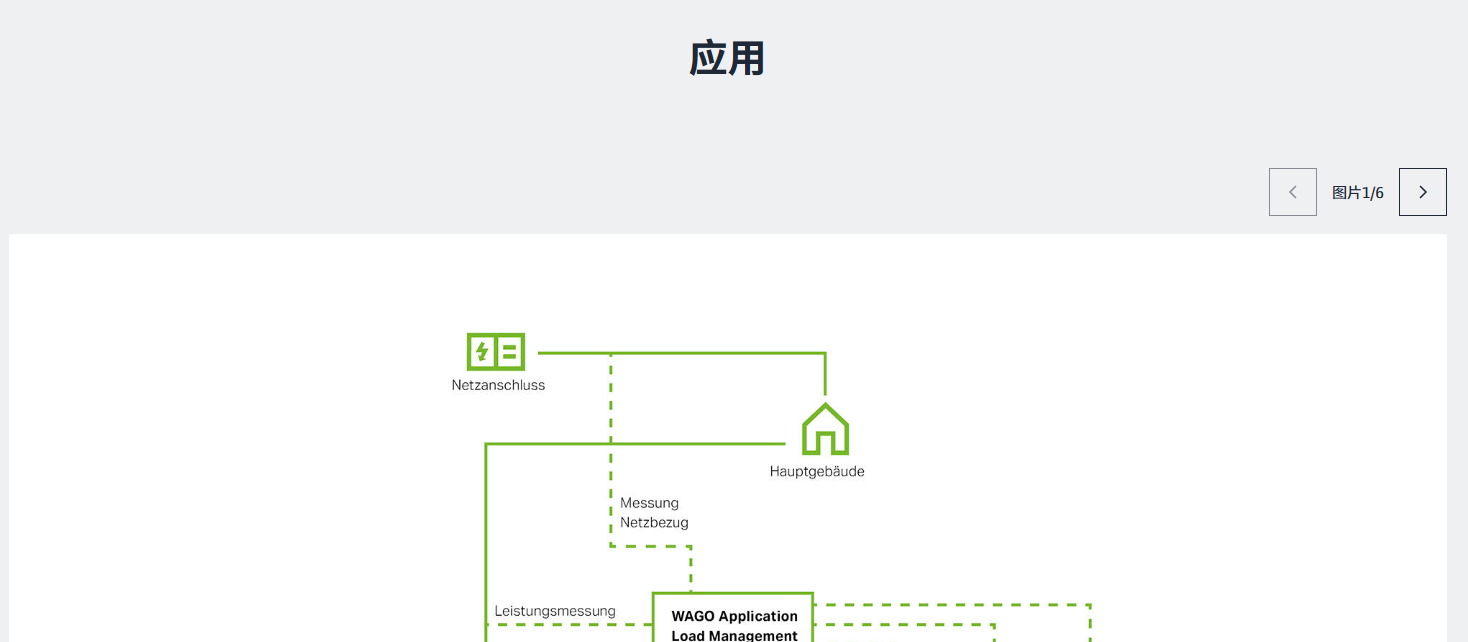 应用
图片1/6
Netzanschluss
Hauptgebäude
Messung
Netzbezug
Leistungsmessung
WAGO Application
Load Management